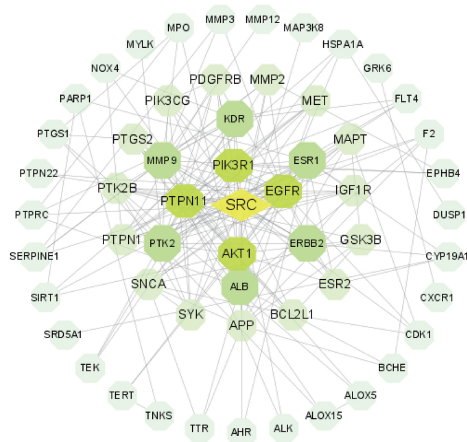 MMP3
MMP12
MPO
MAP3K8
MYLK
HSPA1A
NOX4
PDGFRB
MMP2
GRK6
PIK3CG
MET
PARP1
FLT4
KDR
PTGS1
PTGS2
MAPT
F2
MMP9
PIK3R1
ESR1
PTPN22
PTK2B
EGFR
IGF1R
EPHB4
PTPN11
SRC
PTPRC
DUSP1
PTPN1
PTK2
AKT1
ERBB2
GSK3B
SERPINE1
CYP19A1
SNCA
ALB
ESR2
SIRT1
CXCR1
SYK
APP
BCL2L1
SRD5A1
CDK1
TEK
BCHE
TERT
ALOX5
TNKS
TTR
AHR
ALK
ALOX15